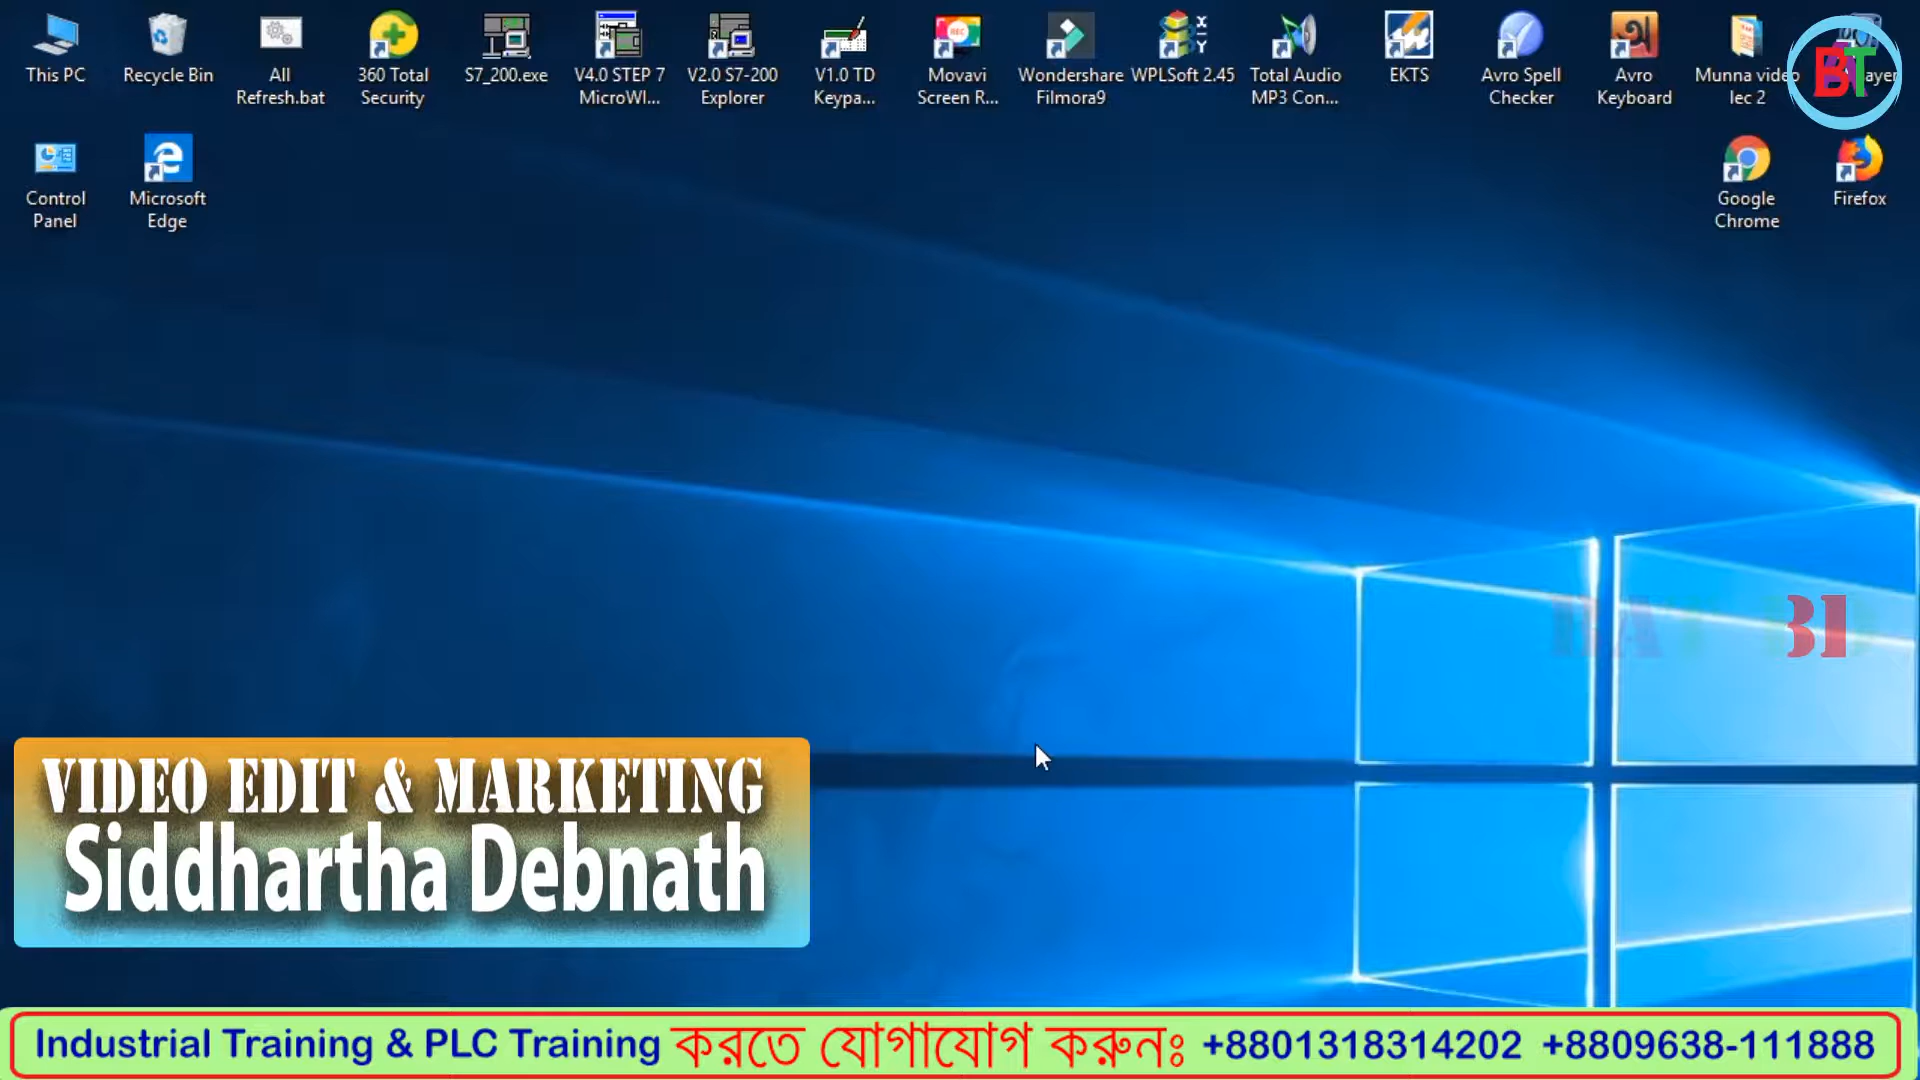 This PC
Recycle Bin
All
Refresh.bat
360 Total
Security
S7_200.exe
V4.0 STEP 7
MicroWI...
V2.0 S7-200
Explorer
V1.0 TD
Keypa...
Movavi
Screen R...
Wondershare
Filmora9
WPLSoft 2.45
Total Audio
MP3 Con...
EKTS
Avro Spell
Checker
Avro
Keyboard
Munna video
lec 2
BT
Control
Panel
Microsoft
Edge
Google
Chrome
Firefox
VIDEO EDIT & MARKETING
Siddhartha Debnath
Industrial Training & PLC Training করতে যোগাযোগ করুনঃ +8801318314202 +8809638-111888